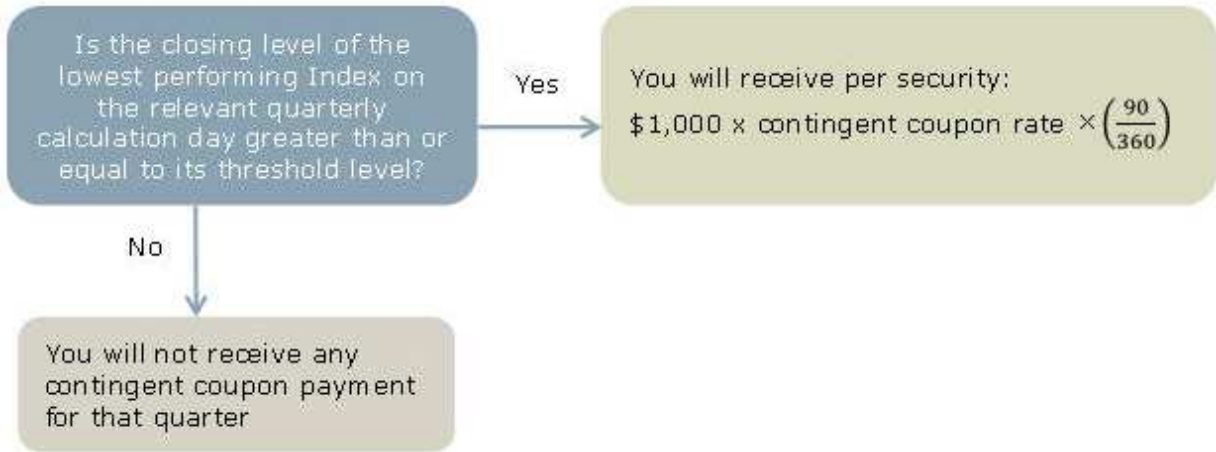 Is the closing level of the
lowest performing Index on
the relevant quarterly
calculation day greater than or
equal to its threshold level?
Yes
You will receive per security:
$1,000 x contingent coupon rate × (90/360)
No
You will not receive any
contingent coupon payment
for that quarter